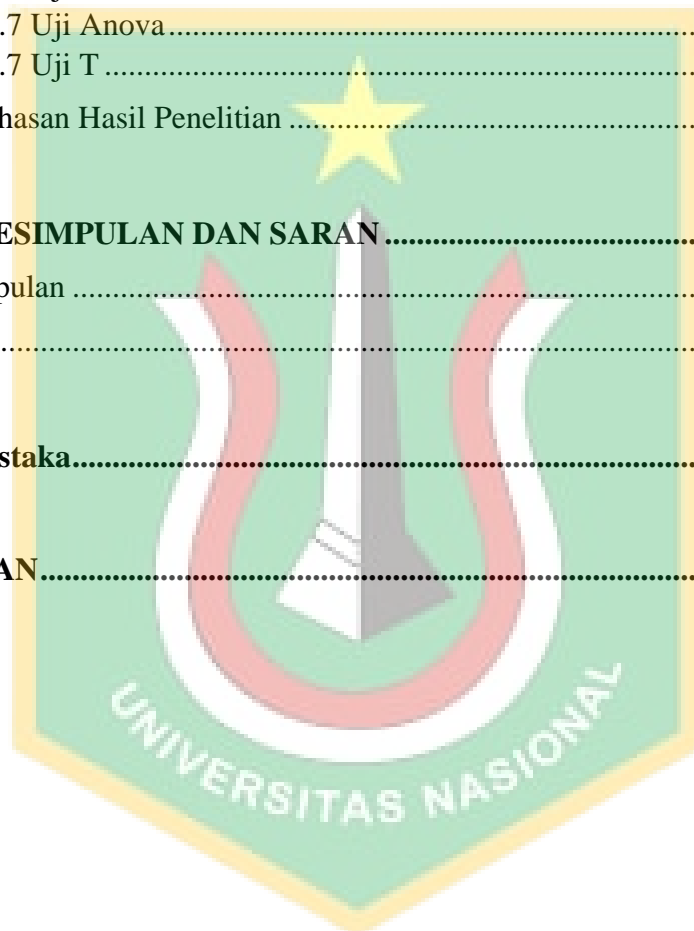 .7 Uji Anova........................................................................
.7 Uji T................................................................................
hasan Hasil Penelitian .......................................................
ESIMPULAN DAN SARAN..........................................
pulan ..................................................................................
............................................................................................
staka...................................................................................
AN........................................................................................
UNIVERSITAS NASIONAL